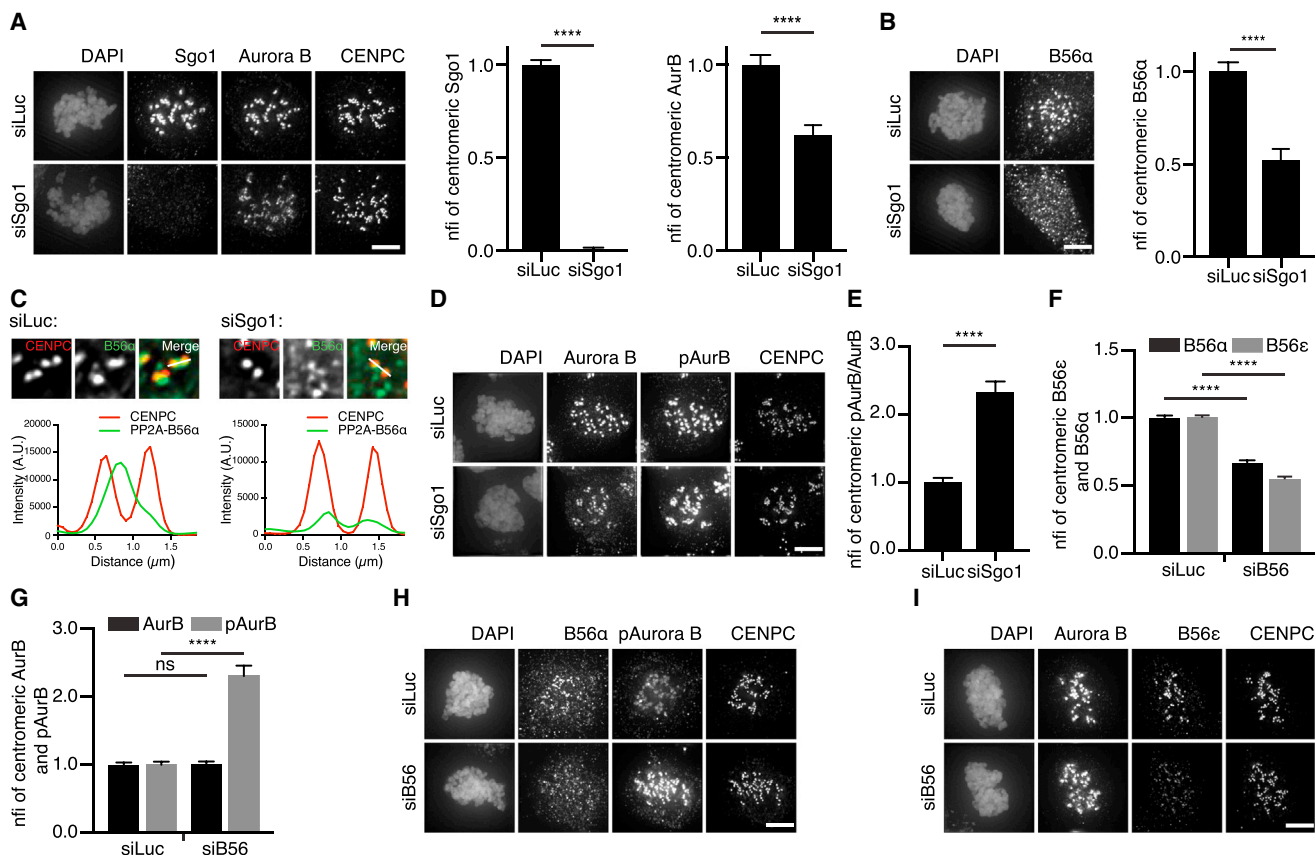 A
DAPI Sgo1 Aurora B CENPC
siLuc
siSgo1
nfi of centromeric Sgo1
1.0
0.5
0.0
****
siLuc siSgo1
nfi of centromeric AurB
1.0
0.5
0.0
****
siLuc siSgo1
B
DAPI B56α
siLuc
siSgo1
nfi of centromeric B56α
1.0
0.5
0.0
****
siLuc siSgo1
C
siLuc:
CENPC B56α Merge
CENPC
PP2A-B56α
Intensity (A.U.)
20000
15000
10000
5000
0
0.0 0.5 1.0 1.5
Distance (µm)
siSgo1:
CENPC B56α Merge
CENPC
PP2A-B56α
Intensity (A.U.)
15000
10000
5000
0
0.0 0.5 1.0 1.5
Distance (µm)
D
DAPI Aurora B pAurB CENPC
siLuc
siSgo1
E
nfi of centromeric pAurB/AurB
3.0
2.0
1.0
0.0
****
siLuc siSgo1
F
B56α B56ε
nfi of centromeric B56ε
and B56α
1.5
1.0
0.5
0.0
****
****
siLuc siB56
G
AurB pAurB
nfi of centromeric AurB
and pAurB
3.0
2.0
1.0
0.0
****
ns
siLuc siB56
H
DAPI B56α pAurora B CENPC
siLuc
siB56
I
DAPI Aurora B B56ε CENPC
siLuc
siB56